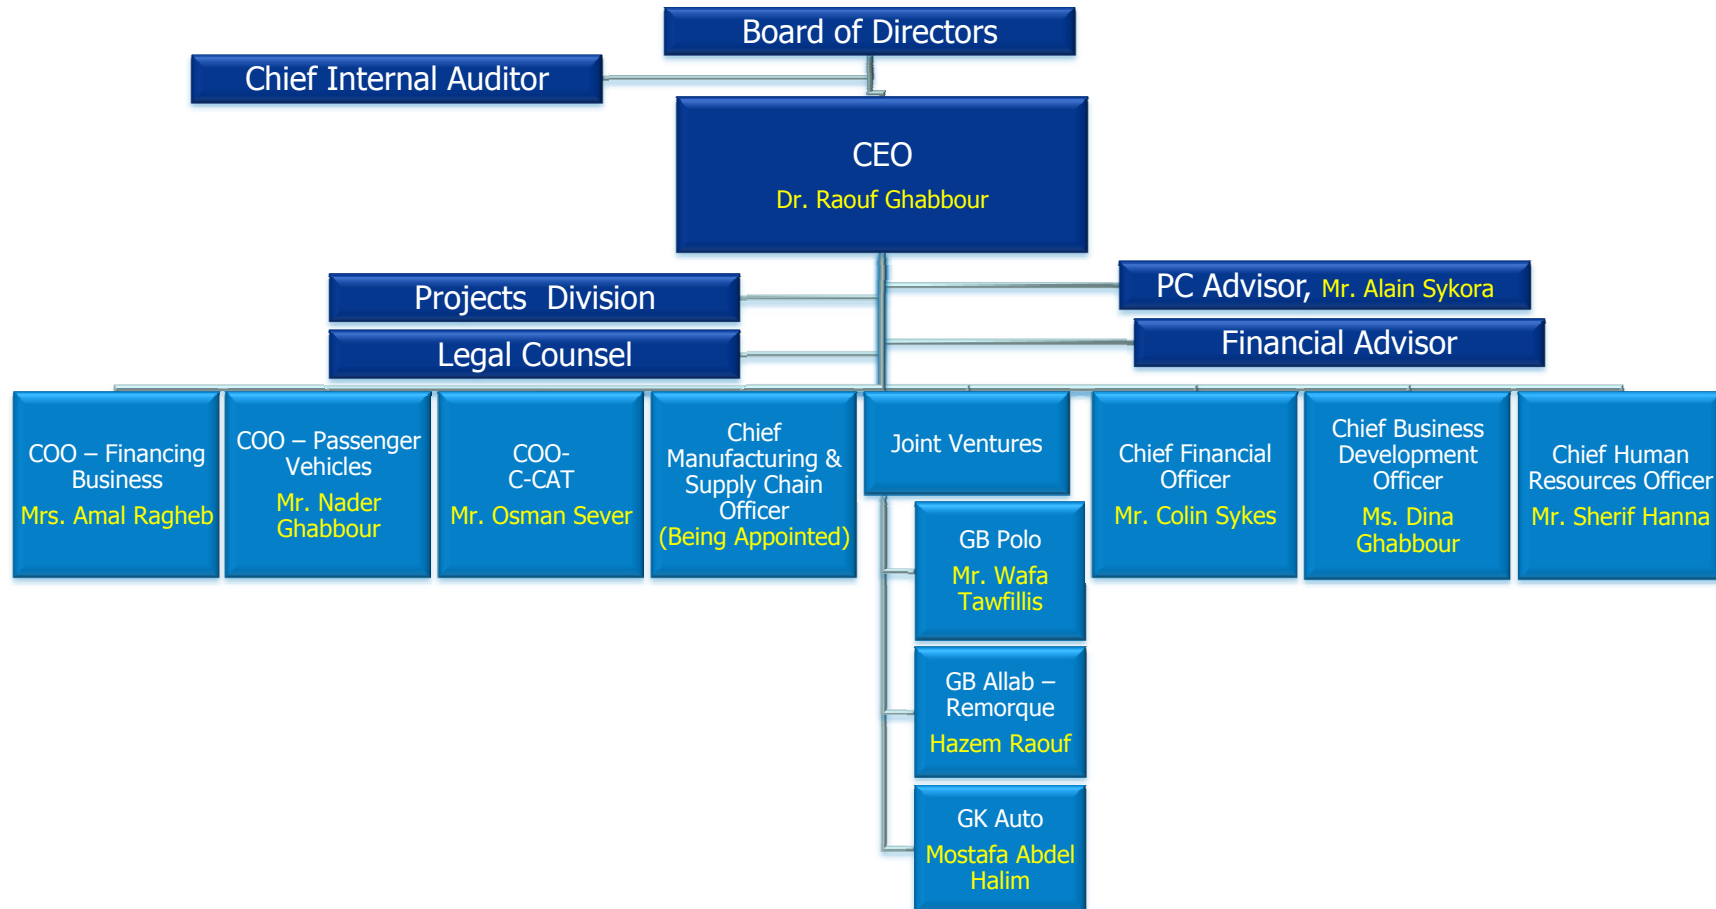 Board of Directors
Chief Internal Auditor
CEO
Dr. Raouf Ghabbour
Projects Division
PC Advisor, Mr. Alain Sykora
Legal Counsel
Financial Advisor
COO – Financing
Business
Mrs. Amal Ragheb
COO – Passenger
Vehicles
Mr. Nader
Ghabbour
COO-
C-CAT
Mr. Osman Sever
Chief
Manufacturing &
Supply Chain
Officer
(Being Appointed)
Joint Ventures
GB Polo
Mr. Wafa
Tawfillis
GB Allab –
Remorque
Hazem Raouf
GK Auto
Mostafa Abdel
Halim
Chief Financial
Officer
Mr. Colin Sykes
Chief Business
Development
Officer
Ms. Dina
Ghabbour
Chief Human
Resources Officer
Mr. Sherif Hanna